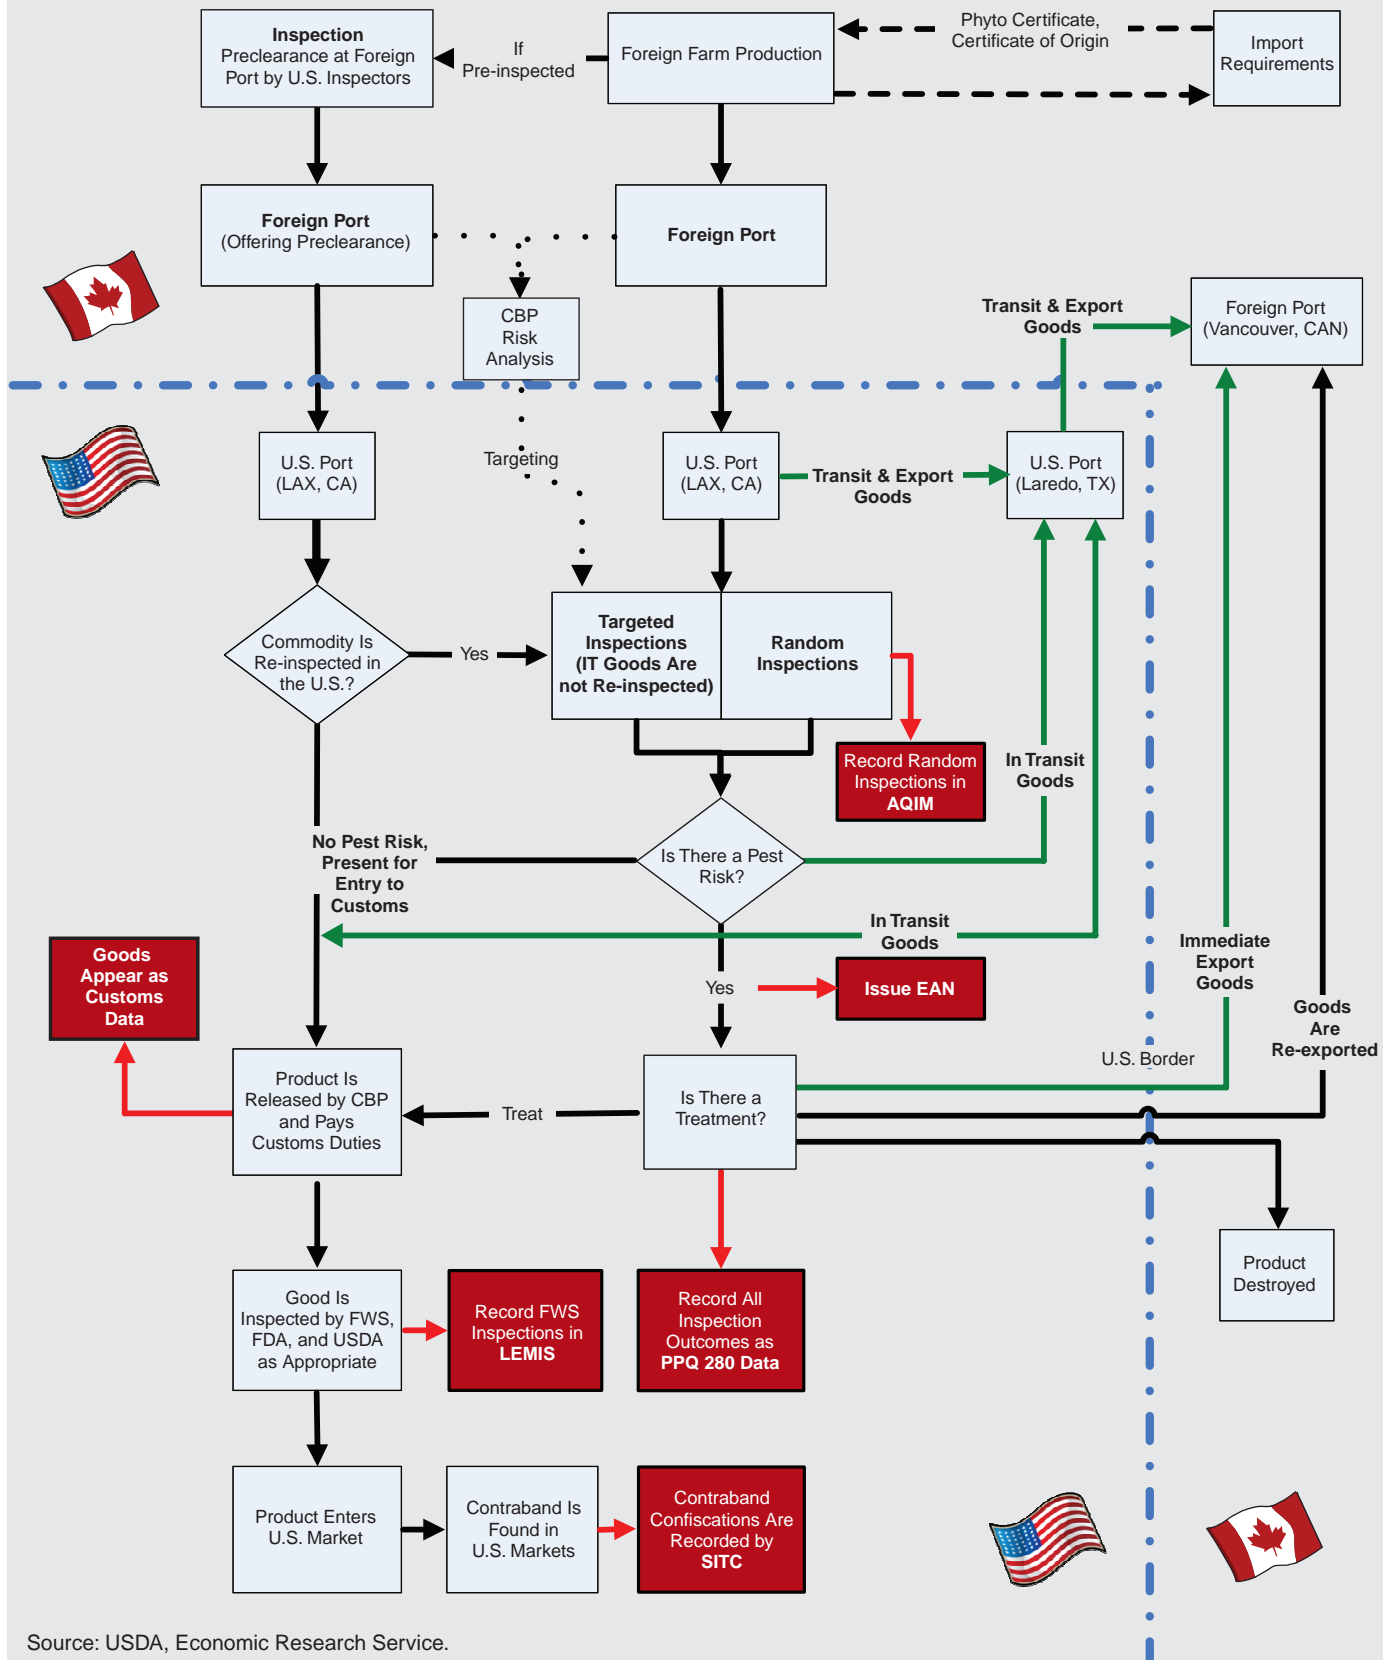 Inspection
Preclearance at Foreign
Port by U.S. Inspectors
If
Pre-inspected
Foreign Farm Production
Phyto Certificate,
Certificate of Origin
Import
Requirements
Foreign Port
(Offering Preclearance)
Foreign Port
CBP
Risk
Analysis
Transit & Export
Goods
Foreign Port
(Vancouver, CAN)
U.S. Port
(LAX, CA)
Targeting
U.S. Port
(LAX, CA)
Transit & Export
Goods
U.S. Port
(Laredo, TX)
Commodity Is
Re-inspected in
the U.S.?
Yes
Targeted
Inspections
(IT Goods Are
not Re-inspected)
Random
Inspections
Record Random
Inspections in
AQIM
In Transit
Goods
No Pest Risk,
Present for
Entry to
Customs
Is There a Pest
Risk?
In Transit
Goods
Goods
Appear as
Customs
Data
Yes
Issue EAN
Immediate
Export
Goods
Goods
Are
Re-exported
U.S. Border
Product Is
Released by CBP
and Pays
Customs Duties
Treat
Is There a
Treatment?
Product
Destroyed
Good Is
Inspected by FWS,
FDA, and USDA
as Appropriate
Record FWS
Inspections in
LEMIS
Record All
Inspection
Outcomes as
PPQ 280 Data
Product Enters
U.S. Market
Contraband Is
Found in
U.S. Markets
Contraband
Confiscations Are
Recorded by
SITC
Source: USDA, Economic Research Service.